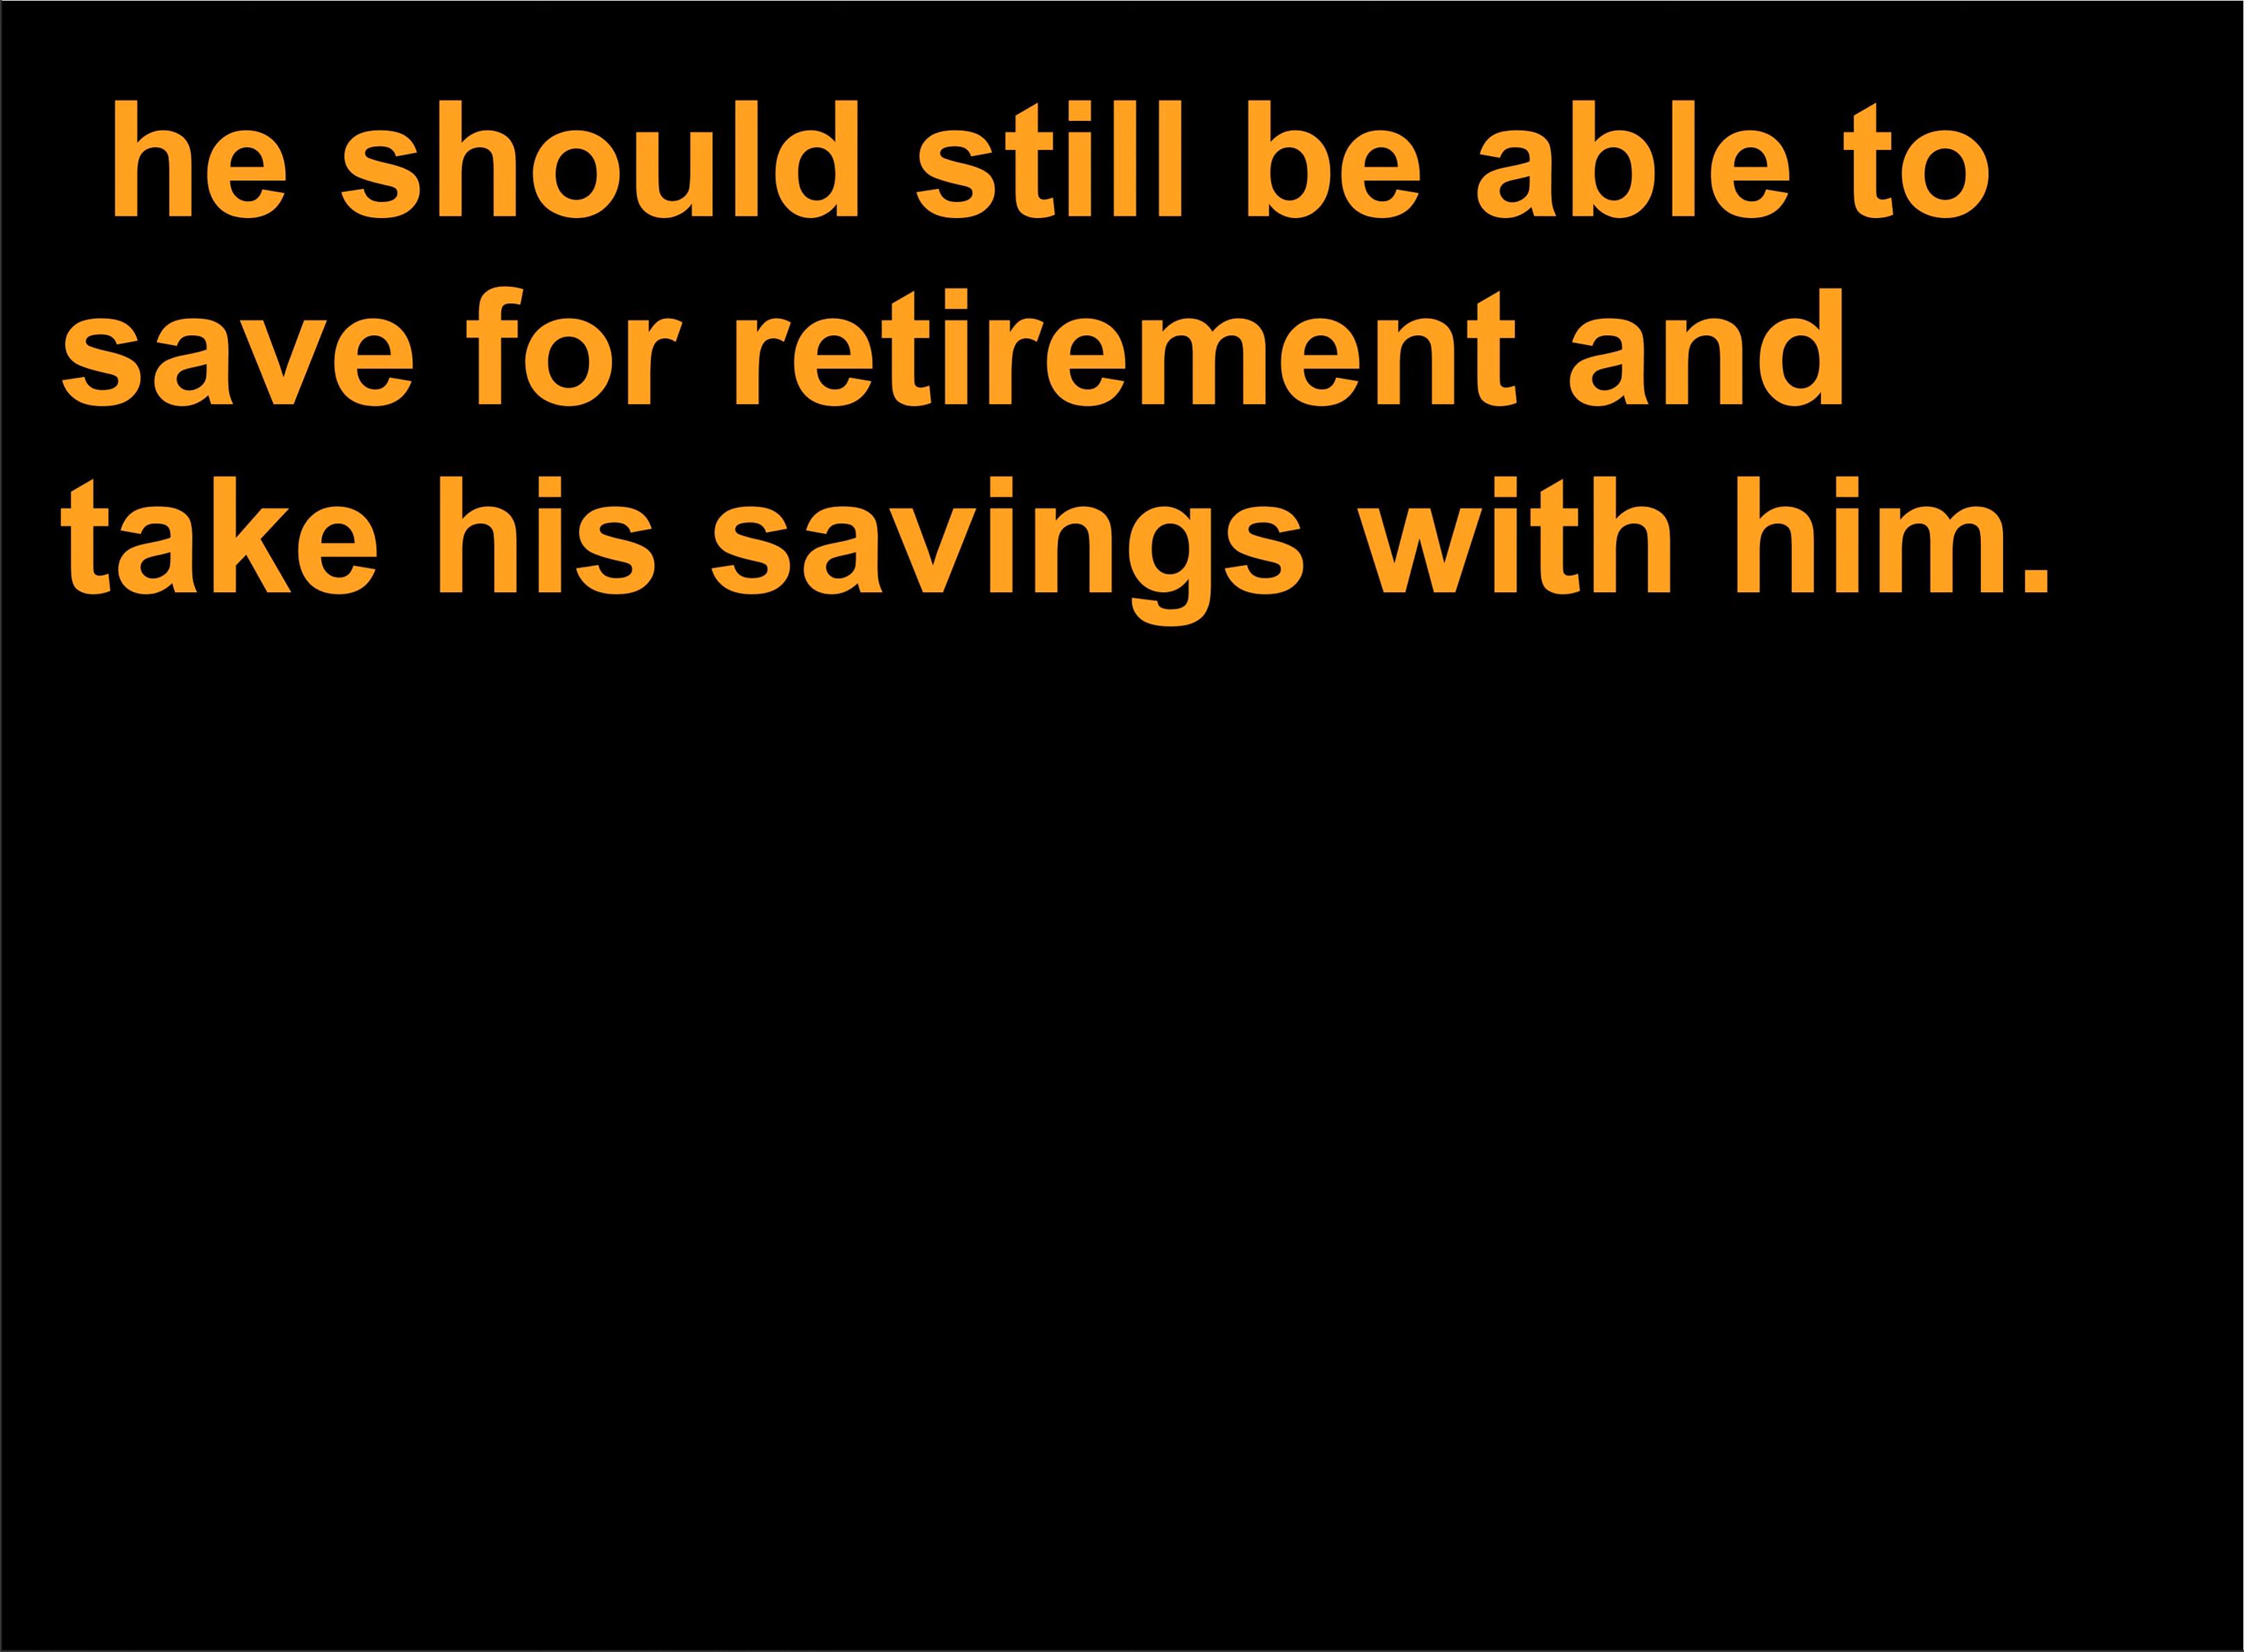 he should still be able to
save for retirement and
take his savings with him.